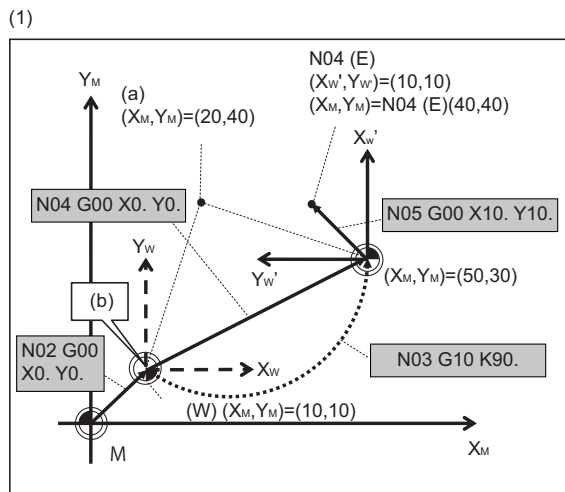 (1)
N04 (E)
(XW',YW')=(10,10)
(XM,YM)=N04 (E)(40,40)
YM
(a)
(XM,YM)=(20,40)
XW'
N04 G00 X0. Y0.
N05 G00 X10. Y10.
YW
YW'
(XM,YM)=(50,30)
(b)
N02 G00
X0. Y0.
XW
N03 G10 K90.
(W) (XM,YM)=(10,10)
M
XM